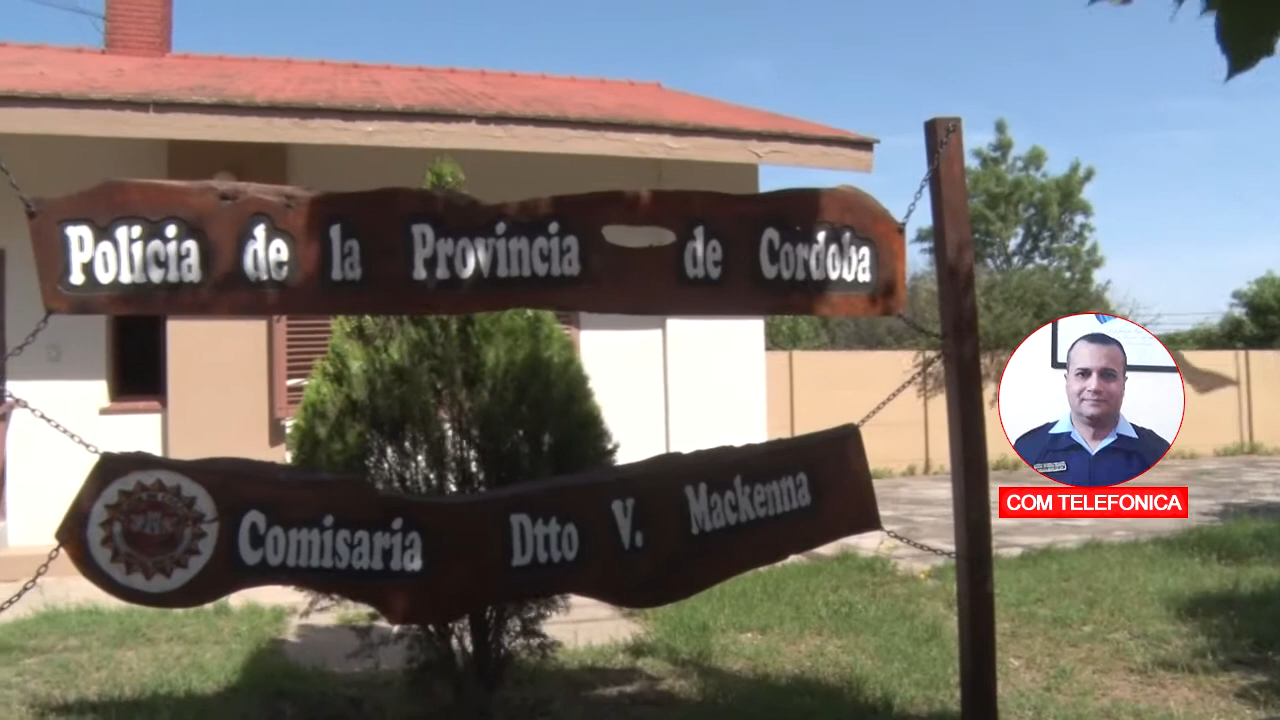 Policia de la Provincia de Cordoba
Comisaria Dtto V. Mackenna
COM TELEFONICA